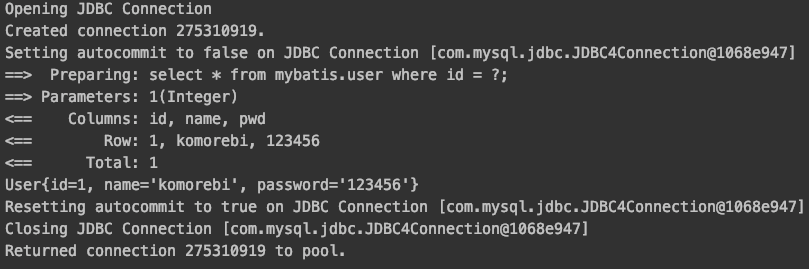 Opening JDBC Connection
Created connection 275310919.
Setting autocommit to false on JDBC Connection [com.mysql.jdbc.JDBC4Connection@1068e947]
==>  Preparing: select * from mybatis.user where id = ?;
==> Parameters: 1(Integer)
<==    Columns: id, name, pwd
<==        Row: 1, komorebi, 123456
<==      Total: 1
User{id=1, name='komorebi', password='123456'}
Resetting autocommit to true on JDBC Connection [com.mysql.jdbc.JDBC4Connection@1068e947]
Closing JDBC Connection [com.mysql.jdbc.JDBC4Connection@1068e947]
Returned connection 275310919 to pool.